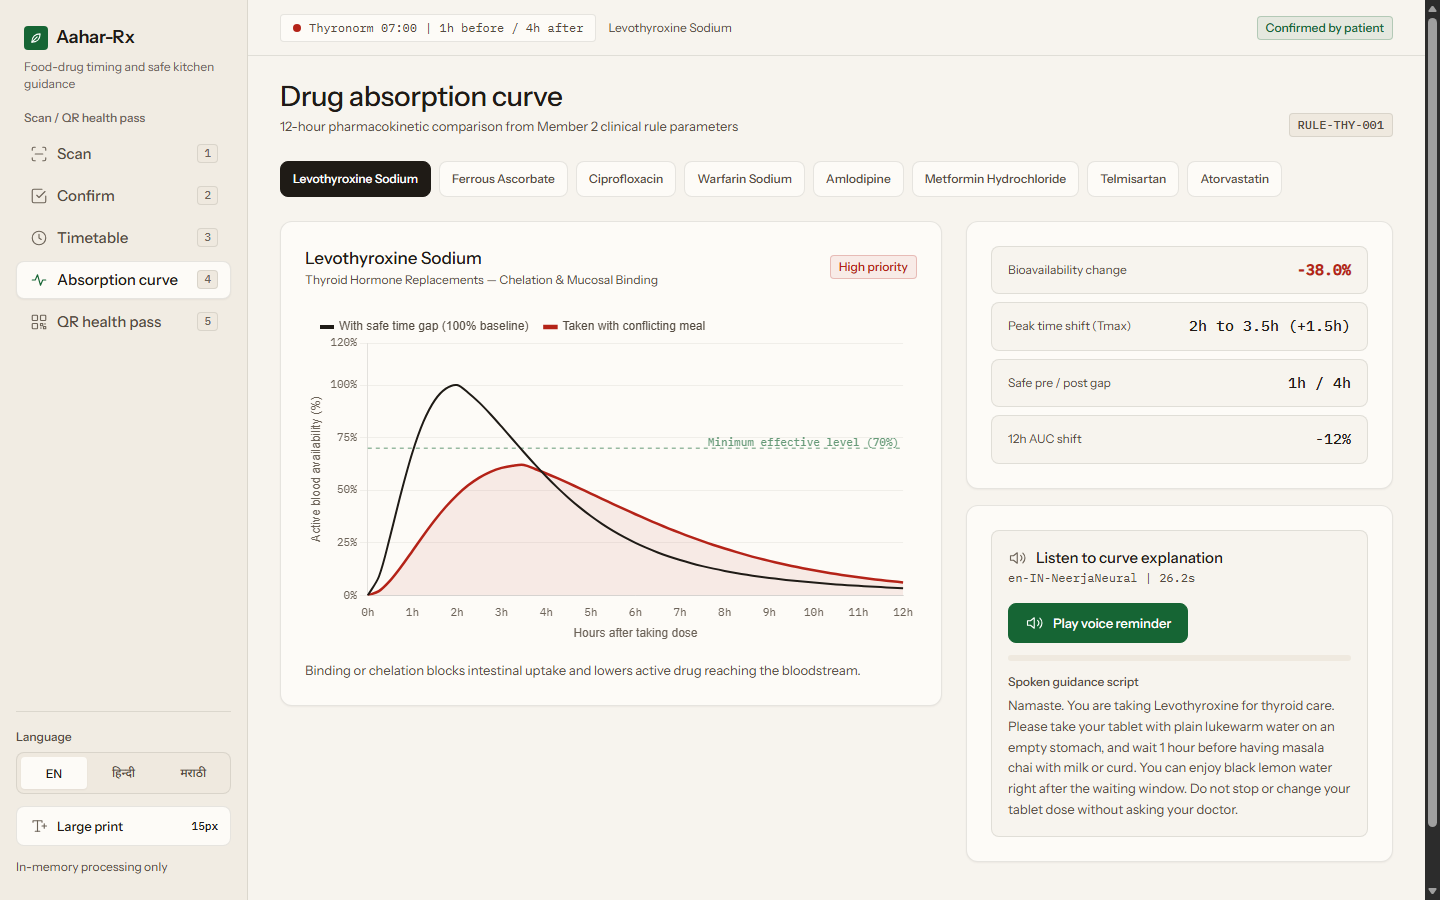 Aahar-Rx
Food-drug timing and safe kitchen
guidance
Scan / QR health pass
Scan 1
Confirm 2
Timetable 3
Absorption curve 4
QR health pass 5
Language
EN हिन्दी मराठी
Large print 15px
In-memory processing only
Thyronorm 07:00 | 1h before / 4h after Levothyroxine Sodium
Confirmed by patient
Drug absorption curve
12-hour pharmacokinetic comparison from Member 2 clinical rule parameters
RULE-THY-001
Levothyroxine Sodium Ferrous Ascorbate Ciprofloxacin Warfarin Sodium Amlodipine Metformin Hydrochloride Telmisartan Atorvastatin
Levothyroxine Sodium
Thyroid Hormone Replacements — Chelation & Mucosal Binding
High priority
With safe time gap (100% baseline) Taken with conflicting meal
120%
100%
75%
50%
25%
0%
Active blood availability (%)
Minimum effective level (70%)
0h 1h 2h 3h 4h 5h 6h 7h 8h 9h 10h 11h 12h
Hours after taking dose
Binding or chelation blocks intestinal uptake and lowers active drug reaching the bloodstream.
Bioavailability change -38.0%
Peak time shift (Tmax) 2h to 3.5h (+1.5h)
Safe pre / post gap 1h / 4h
12h AUC shift -12%
Listen to curve explanation
en-IN-NeerjaNeural | 26.2s
Play voice reminder
Spoken guidance script
Namaste. You are taking Levothyroxine for thyroid care.
Please take your tablet with plain lukewarm water on an
empty stomach, and wait 1 hour before having masala
chai with milk or curd. You can enjoy black lemon water
right after the waiting window. Do not stop or change your
tablet dose without asking your doctor.